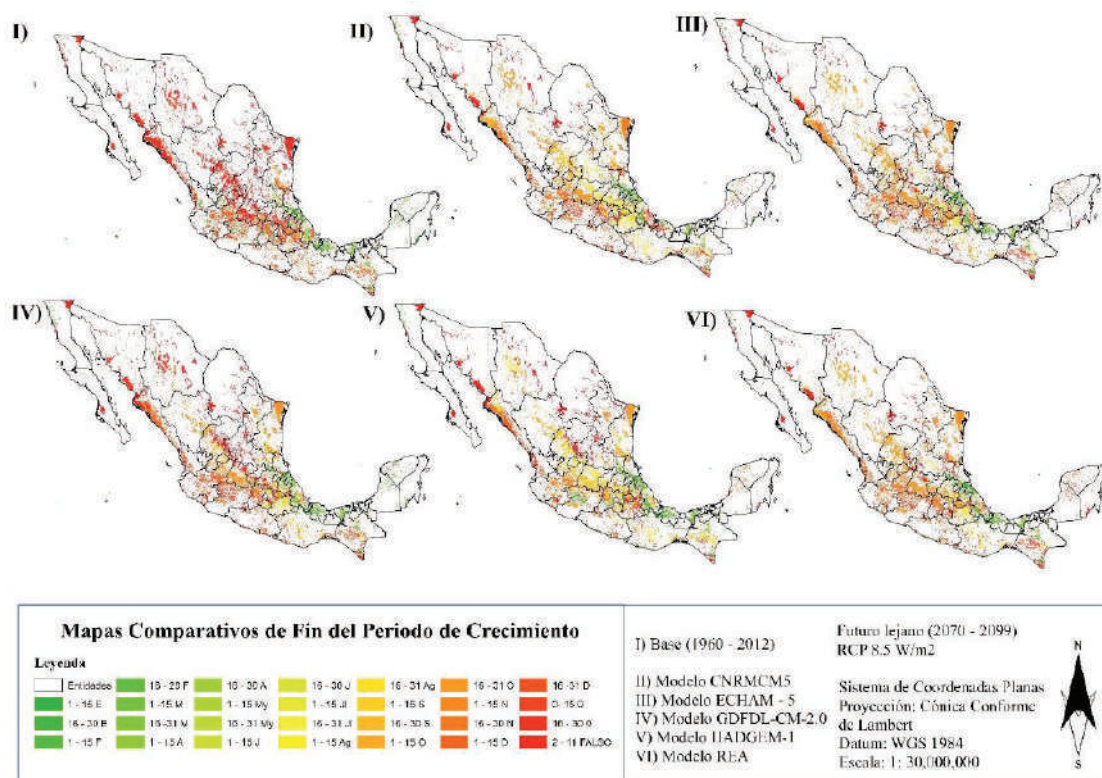 I)
II)
III)
IV)
V)
VI)
Mapas Comparativos de Fin del Periodo de Crecimiento
Leyenda
Entidades
1 - 15 E
16 - 30 E
1 - 15 F
16 - 28 F
1 - 15 M
16 - 31 M
1 - 15 A
16 - 30 A
1 - 15 My
16 - 31 My
1 - 15 J
16 - 30 J
1 - 15 Jl
16 - 31 Jl
1 - 15 Ag
16 - 31 Ag
1 - 15 S
16 - 30 S
1 - 15 O
16 - 31 O
1 - 15 N
16 - 30 N
1 - 15 D
16 - 31 D
0 - 15 0
16 - 30 0
2 - 11 FALSO
I) Base (1960 - 2012)
II) Modelo CNRMCM5
III) Modelo ECHAM - 5
IV) Modelo GDFDL-CM-2.0
V) Modelo HADGEM-1
VI) Modelo REA
Futuro lejano (2070 - 2099)
RCP 8.5 W/m2
Sistema de Coordenadas Planas
Proyección: Cónica Conforme
de Lambert
Datum: WGS 1984
Escala: 1: 30,000,000
N
S